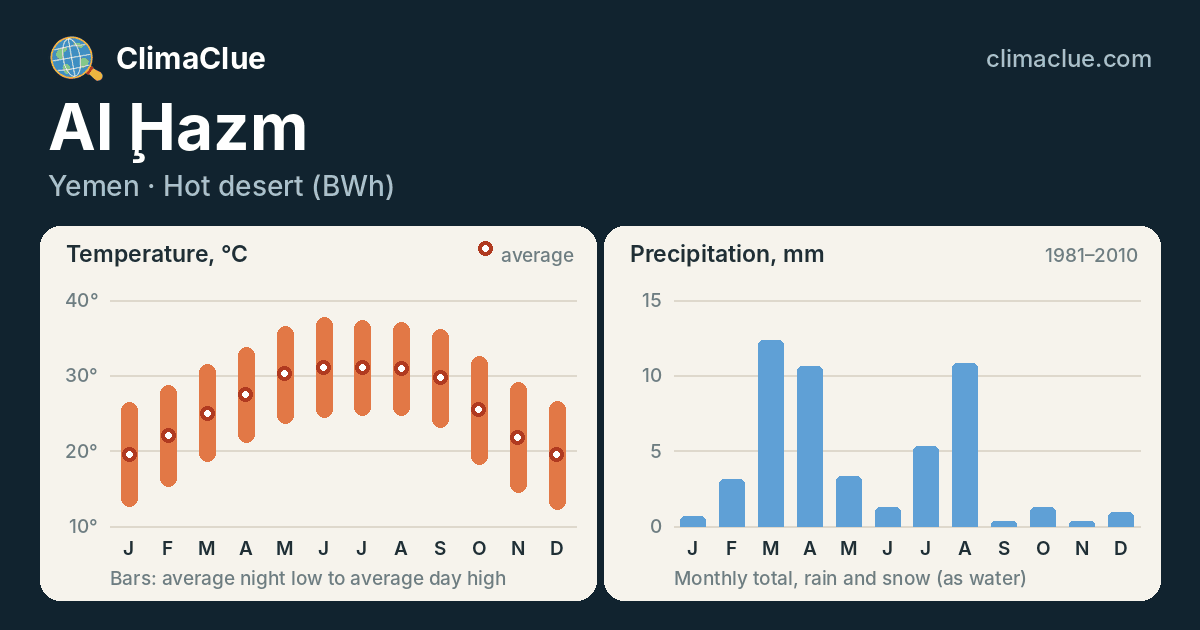 ClimaClue
climaclue.com
Al Ḩazm
Yemen · Hot desert (BWh)
Temperature, °C
average
40°
30°
20°
10°
J F M A M J J A S O N D
Bars: average night low to average day high
Precipitation, mm
1981–2010
15
10
5
0
J F M A M J J A S O N D
Monthly total, rain and snow (as water)